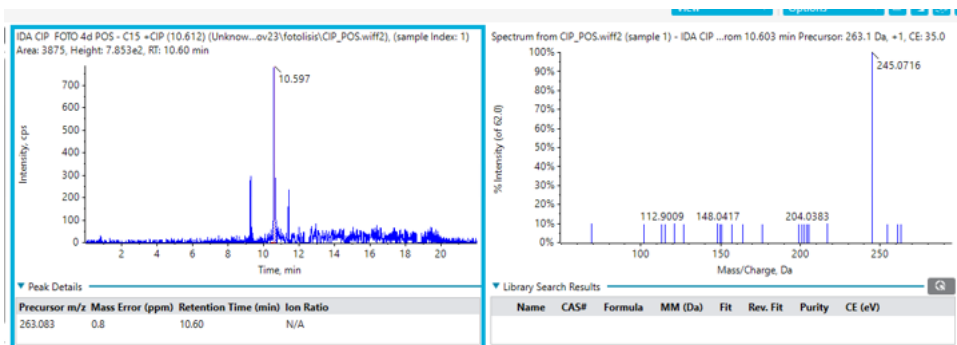 View Options
IDA CIP FOTO 4d POS - C15 +CIP (10.612) (Unknow...ov23\fotolisis\CIP_POS.wiff2), (sample Index: 1)
Area: 3875, Height: 7.853e2, RT: 10.60 min
10.597
700
600
500
400
300
200
100
0
Intensity, cps
2 4 6 8 10 12 14 16 18 20
Time, min
Peak Details
Precursor m/z Mass Error (ppm) Retention Time (min) Ion Ratio
263.083 0.8 10.60 N/A
Spectrum from CIP_POS.wiff2 (sample 1) - IDA CIP ...rom 10.603 min Precursor: 263.1 Da, +1, CE: 35.0
100%
90%
80%
70%
60%
50%
40%
30%
20%
10%
0%
% Intensity (of 62.0)
245.0716
112.9009 148.0417 204.0383
100 150 200 250
Mass/Charge, Da
Library Search Results
Name CAS# Formula MM (Da) Fit Rev. Fit Purity CE (eV)